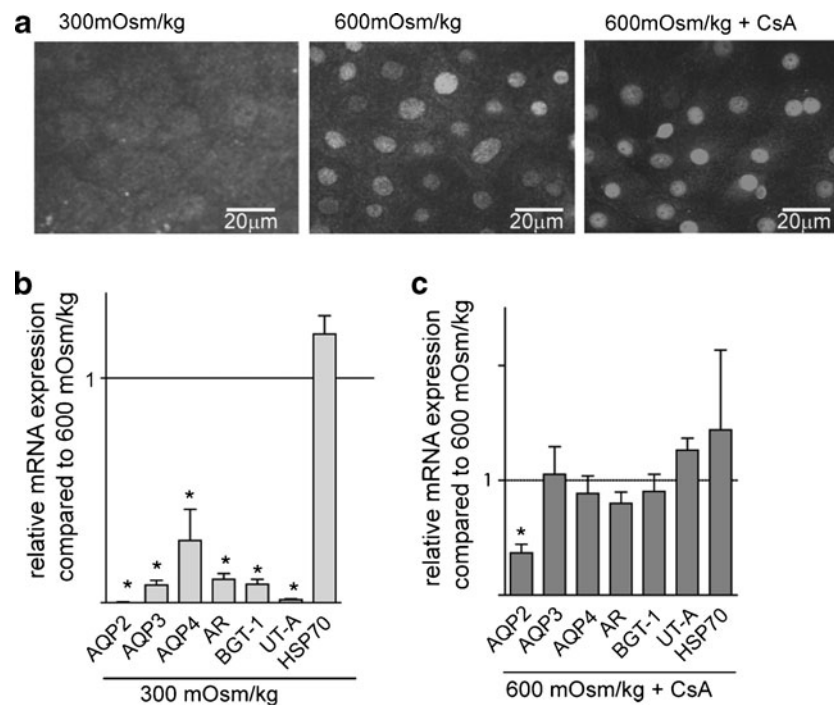 a
300mOsm/kg
600mOsm/kg
600mOsm/kg + CsA
20μm
20μm
20μm
b
relative mRNA expression
compared to 600 mOsm/kg
1
*
*
*
*
*
*
AQP2
AQP3
AQP4
AR
BGT-1
UT-A
HSP70
300 mOsm/kg
c
relative mRNA expression
compared to 600 mOsm/kg
1
*
AQP2
AQP3
AQP4
AR
BGT-1
UT-A
HSP70
600 mOsm/kg + CsA